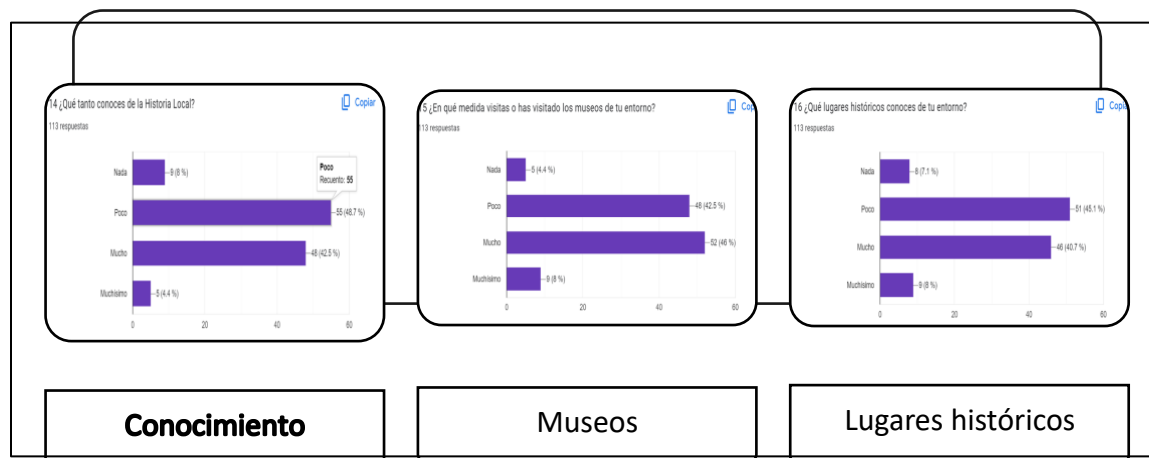 14 ¿Qué tanto conoces de la Historia Local?
Copiar
113 respuestas
Nada
9 (8 %)
Poco
Recuento: 55
Poco
55 (48.7 %)
Mucho
48 (42.5 %)
Muchísimo
5 (4.4 %)
0 20 40 60
5 ¿En qué medida visitas o has visitado los museos de tu entorno?
Copi
113 respuestas
Nada
5 (4.4 %)
Poco
48 (42.5 %)
Mucho
52 (46 %)
Muchísimo
9 (8 %)
0 20 40 60
16 ¿Qué lugares históricos conoces de tu entorno?
Copi
113 respuestas
Nada
8 (7.1 %)
Poco
51 (45.1 %)
Mucho
46 (40.7 %)
Muchísimo
9 (8 %)
0 20 40 60
Conocimiento
Museos
Lugares históricos